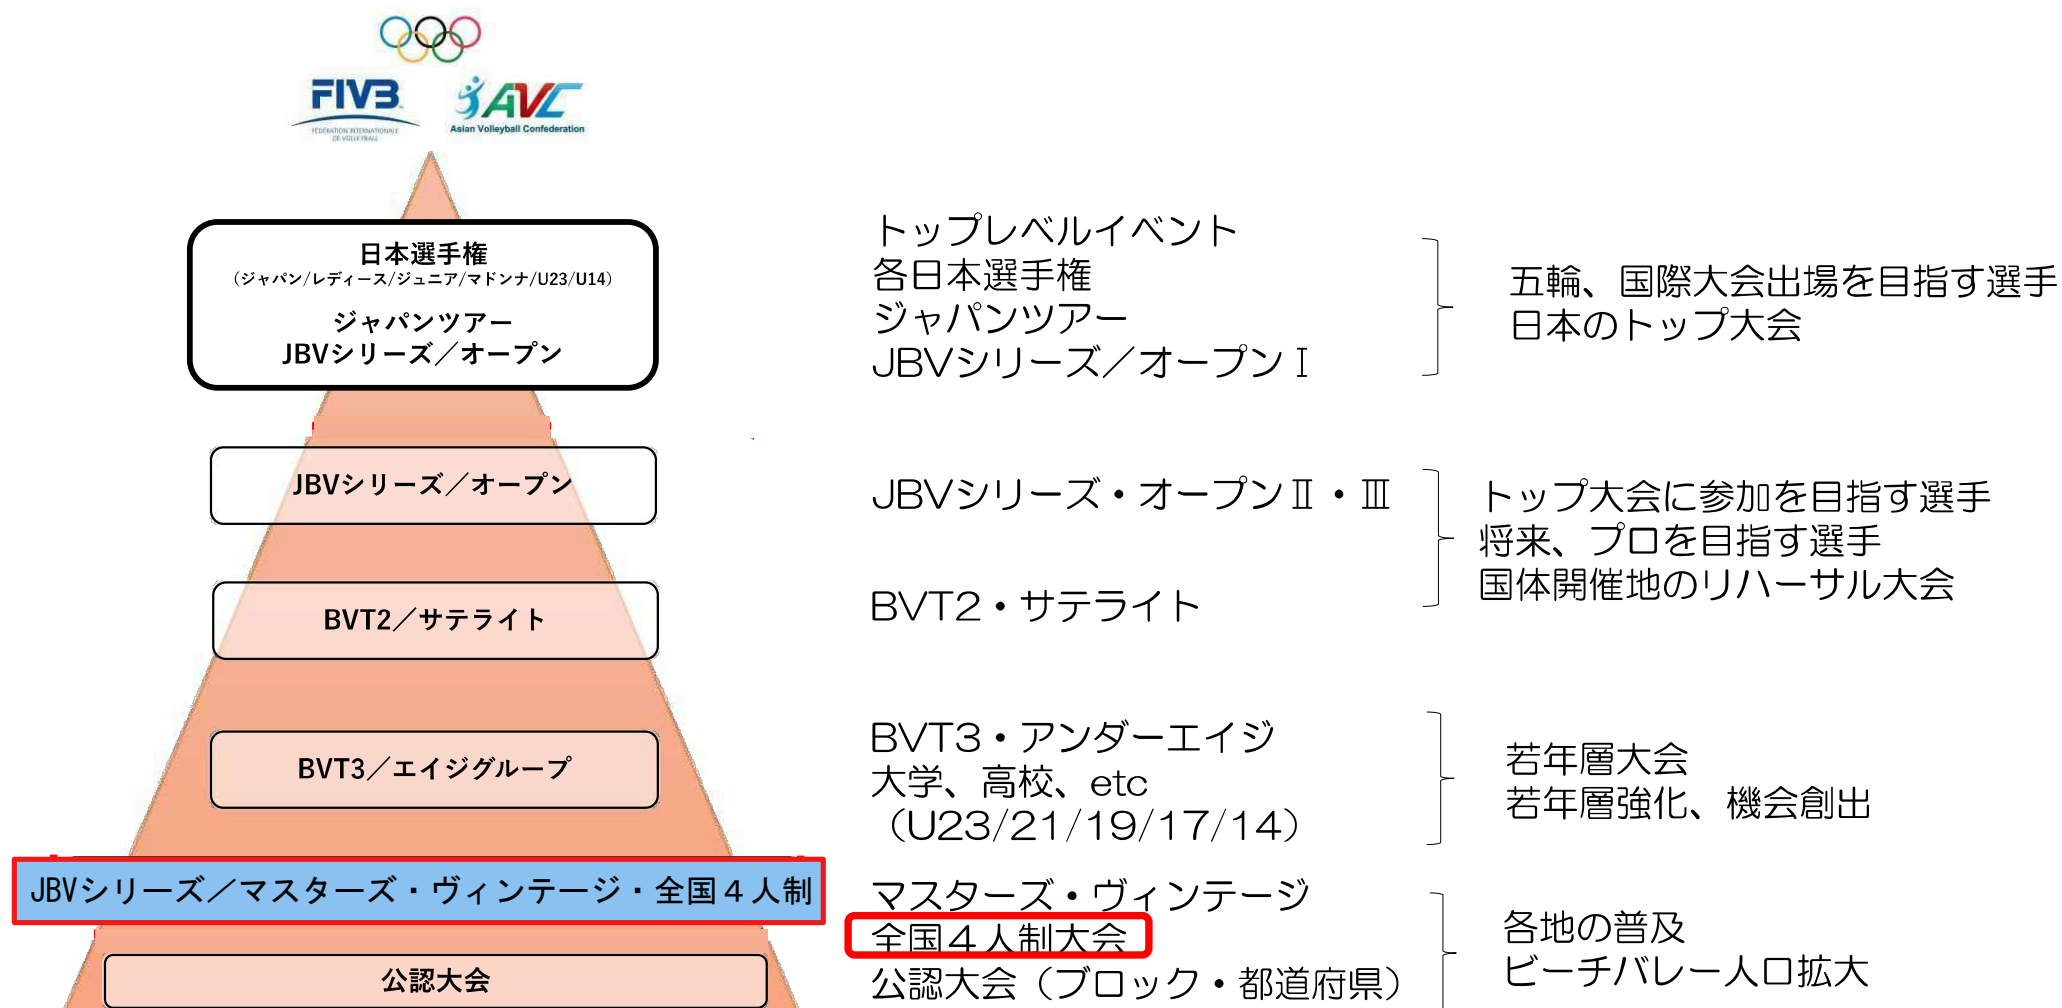 FIVB
FÉDÉRATION INTERNATIONALE
DE VOLLEYBALL
AVC
Asian Volleyball Confederation
日本選手権
（ジャパン/レディース/ジュニア/マドンナ/U23/U14）
ジャパンツアー
JBVシリーズ／オープン
トップレベルイベント
各日本選手権
ジャパンツアー
JBVシリーズ／オープンⅠ
五輪、国際大会出場を目指す選手
日本のトップ大会
JBVシリーズ／オープン
JBVシリーズ・オープンⅡ・Ⅲ
BVT2／サテライト
BVT2・サテライト
トップ大会に参加を目指す選手
将来、プロを目指す選手
国体開催地のリハーサル大会
BVT3／エイジグループ
BVT3・アンダーエイジ
大学、高校、etc
（U23/21/19/17/14）
若年層大会
若年層強化、機会創出
JBVシリーズ／マスターズ・ヴィンテージ・全国４人制
公認大会
マスターズ・ヴィンテージ
全国４人制大会
公認大会（ブロック・都道府県）
各地の普及
ビーチバレー人口拡大